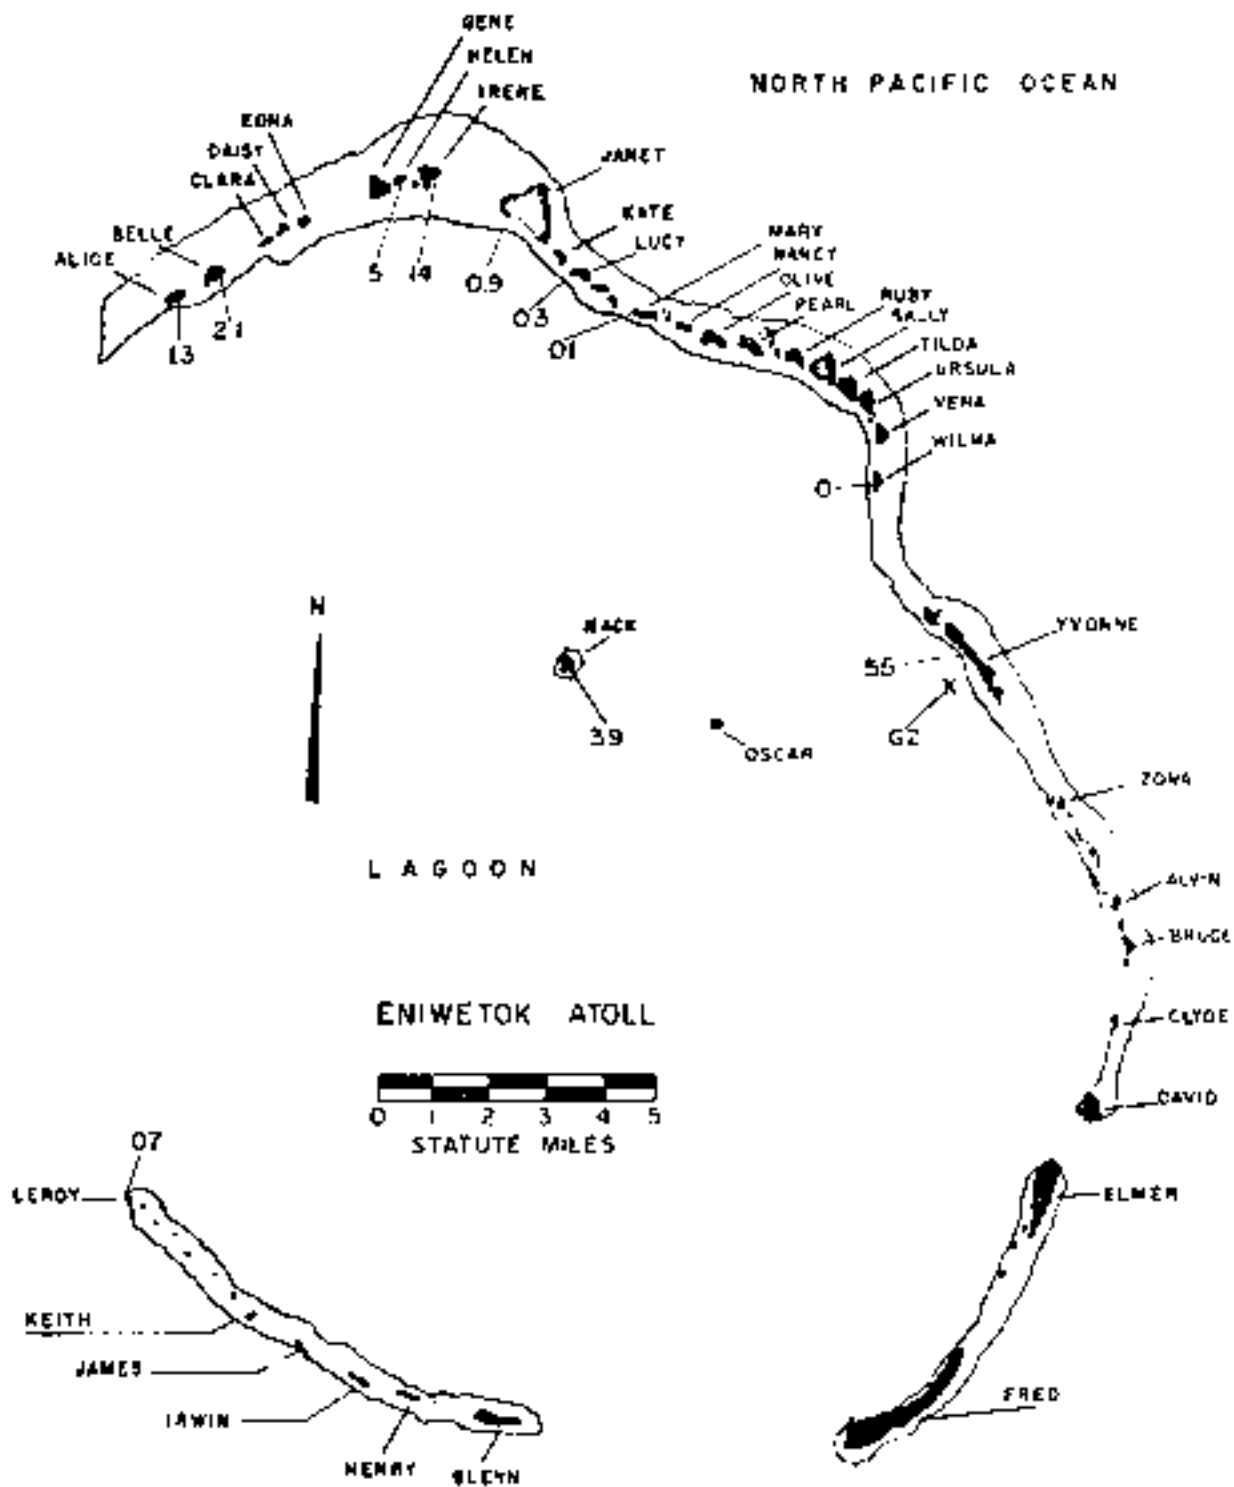 GENE
HELEN
IRENE
NORTH PACIFIC OCEAN
EDNA
DAISY
CLARA
JANET
BELLE
ALICE
KATE
LUCY
MARY
NANCY
OLIVE
PEARL
RUBY
SALLY
TILDA
URSULA
VERA
WILMA
5
14
0.9
21
13
03
01
0
N
MACK
YVONNE
39
OSCAR
62
ZONA
LAGOON
ALVIN
BRUCE
ENIWETOK ATOLL
CLYDE
0 1 2 3 4 5
STATUTE MILES
DAVID
07
LEROY
ELMER
KEITH
JAMES
IRWIN
FRED
HENRY
GLENN